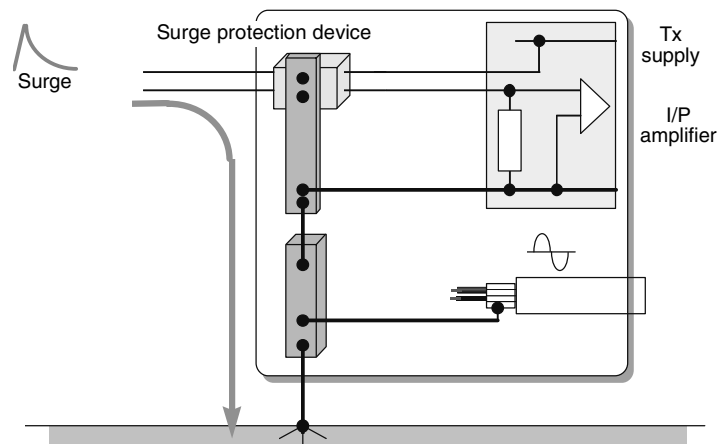 Surge protection device
Surge
Tx
supply
I/P
amplifier